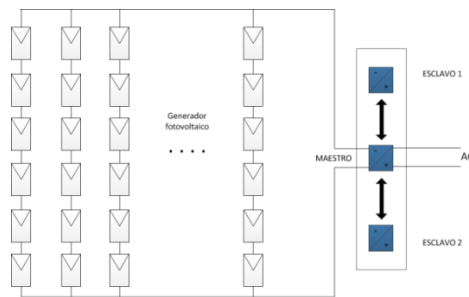 ESCLAVO 1
Generador
fotovoltaico
MAESTRO
ESCLAVO 2